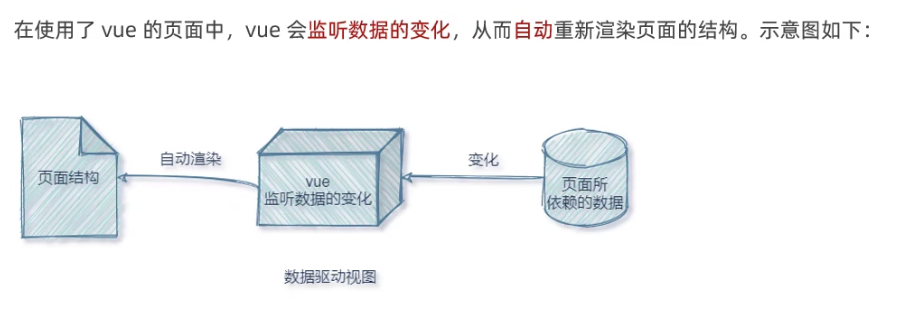 在使用了 vue 的页面中，vue 会监听数据的变化，从而自动重新渲染页面的结构。示意图如下：
页面结构
自动渲染
vue
监听数据的变化
变化
页面所
依赖的数据
数据驱动视图